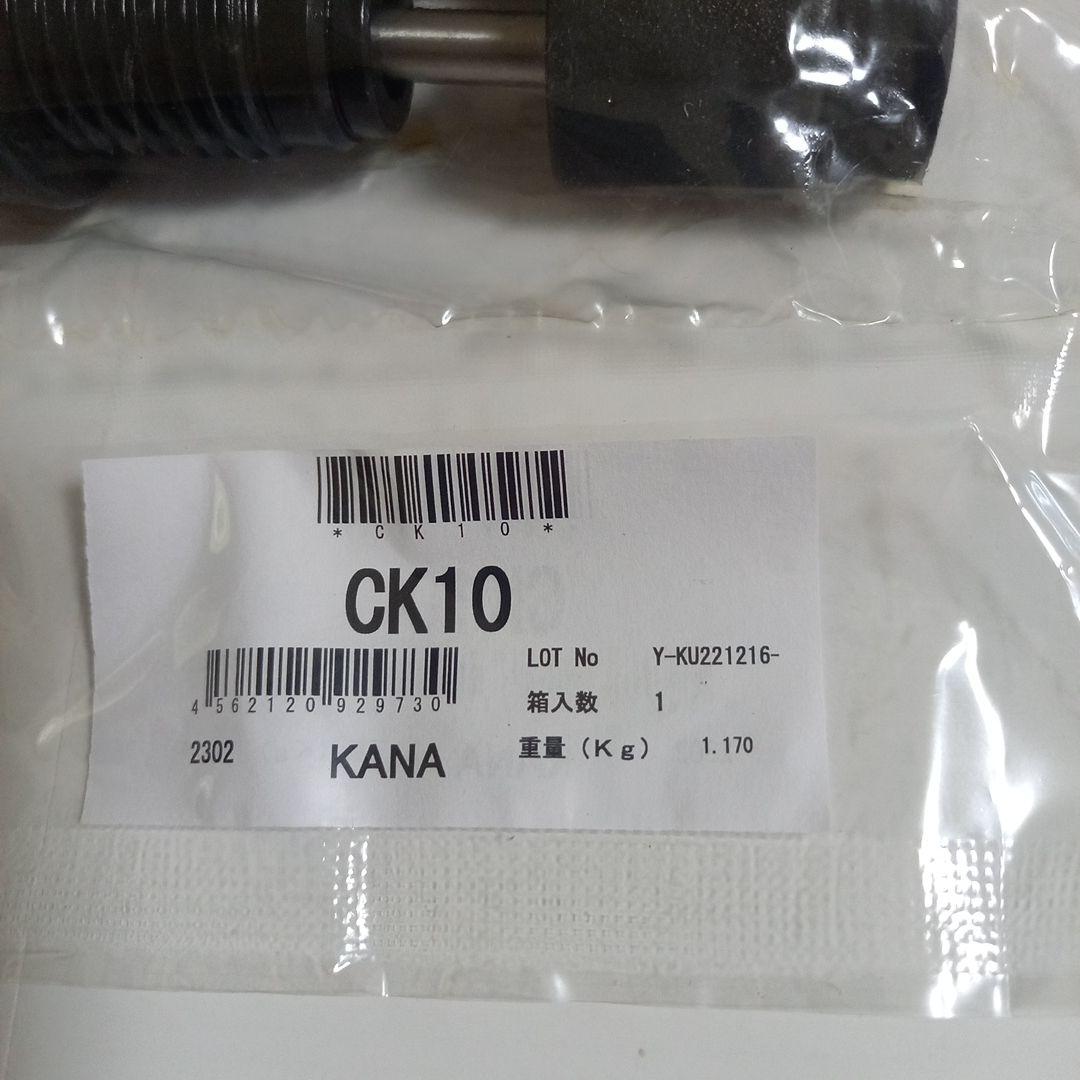 *CK10*
CK10
4562120929730
LOT No Y-KU221216-
箱入数 1
重量（Kg） 1.170
2302
KANA